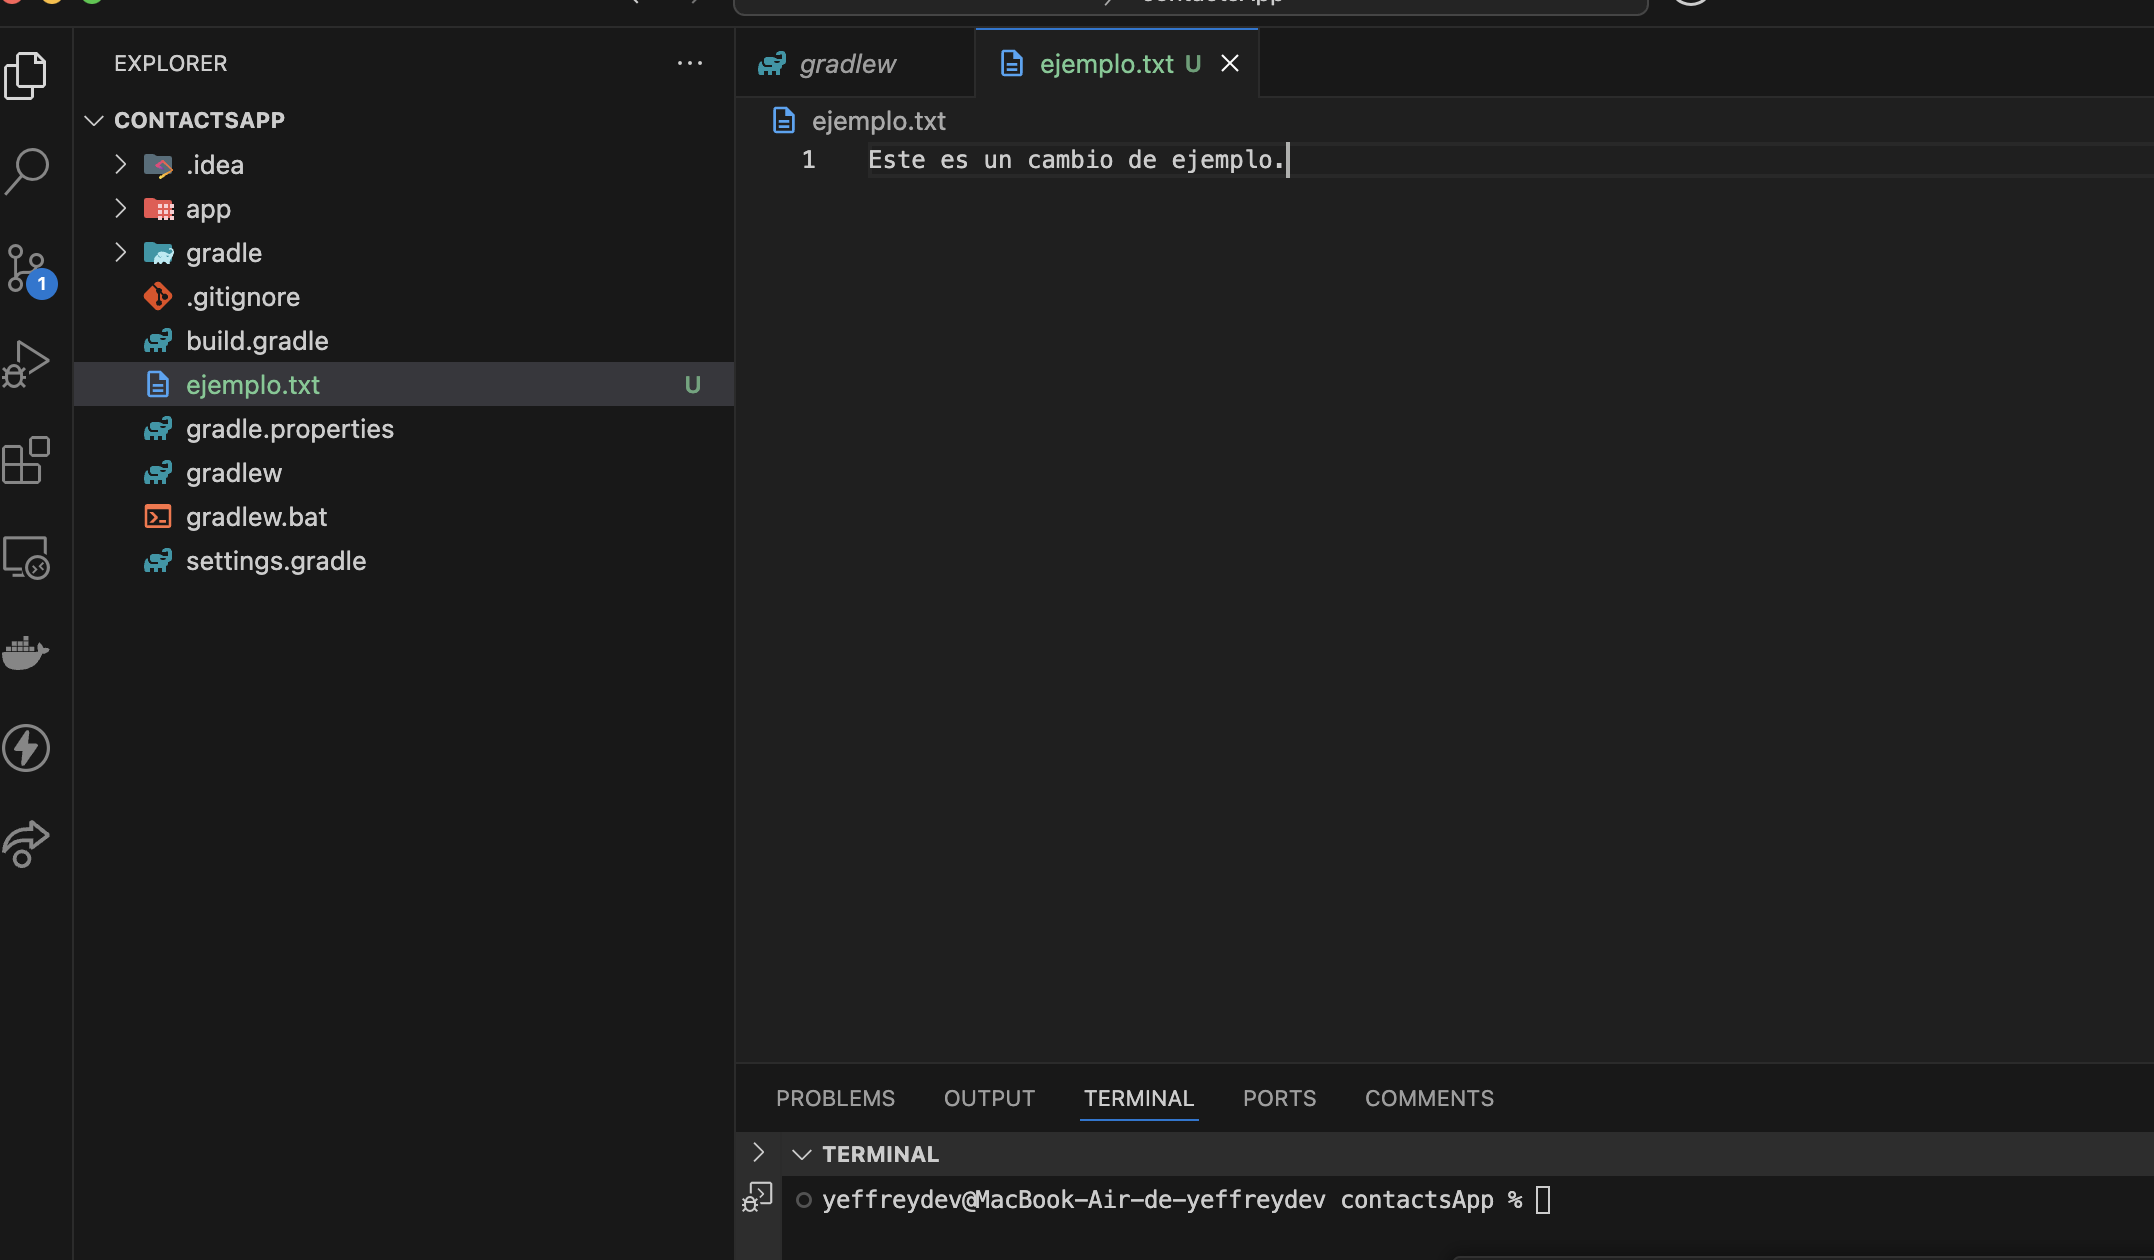 contactsApp
EXPLORER
CONTACTSAPP
.idea
app
gradle
.gitignore
build.gradle
ejemplo.txt U
gradle.properties
gradlew
gradlew.bat
settings.gradle
1
gradlew
ejemplo.txt U
ejemplo.txt
1 Este es un cambio de ejemplo.
PROBLEMS OUTPUT TERMINAL PORTS COMMENTS
TERMINAL
yeffreydev@MacBook-Air-de-yeffreydev contactsApp %